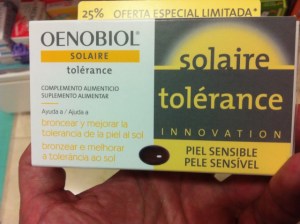 25% OFERTA ESPECIAL LIMITADA*
OENOBIOL®
SOLAIRE
tolérance
COMPLEMENTO ALIMENTICIO
SUPLEMENTO ALIMENTAR
Ayuda a / Ajuda a
broncear y mejorar la
tolerancia de la piel al sol
bronzear e melhorar
a tolerância ao sol
solaire
tolérance
INNOVATION
PIEL SENSIBLE
PELE SENSÍVEL